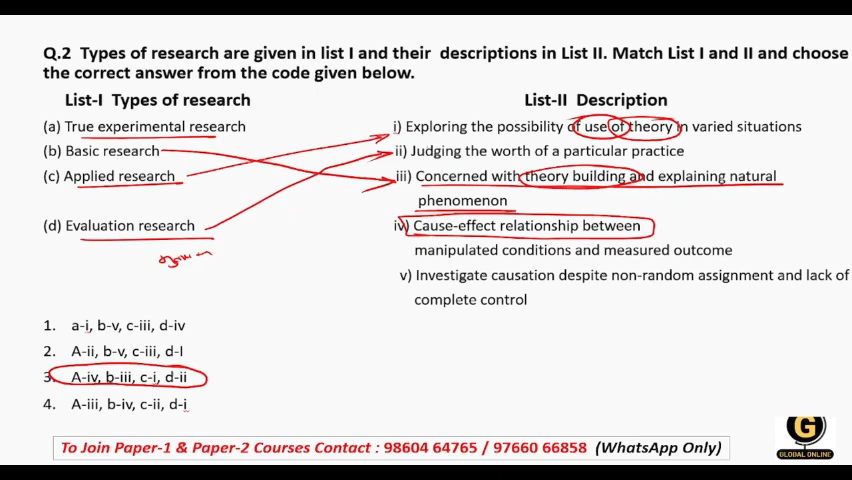 Q.2 Types of research are given in list I and their descriptions in List II. Match List I and II and choose
the correct answer from the code given below.
List-I Types of research
List-II Description
(a) True experimental research
i) Exploring the possibility of use of theory in varied situations
(b) Basic research
ii) Judging the worth of a particular practice
(c) Applied research
iii) Concerned with theory building and explaining natural
phenomenon
(d) Evaluation research
iv) Cause-effect relationship between
manipulated conditions and measured outcome
v) Investigate causation despite non-random assignment and lack of
complete control
1. a-i, b-v, c-iii, d-iv
2. A-ii, b-v, c-iii, d-I
3. A-iv, b-iii, c-i, d-ii
4. A-iii, b-iv, c-ii, d-i
To Join Paper-1 & Paper-2 Courses Contact : 98604 64765 / 97660 66858 (WhatsApp Only)
G
GLOBAL ONLINE